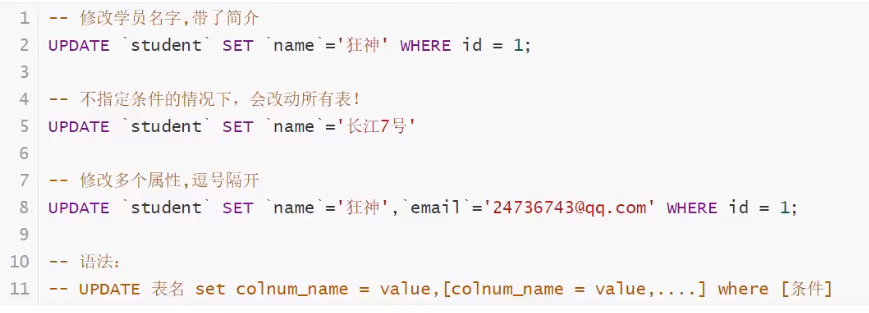 1 -- 修改学员名字,带了简介
2 UPDATE `student` SET `name`='狂神' WHERE id = 1;
3
4 -- 不指定条件的情况下，会改动所有表！
5 UPDATE `student` SET `name`='长江7号'
6
7 -- 修改多个属性,逗号隔开
8 UPDATE `student` SET `name`='狂神',`email`='24736743@qq.com' WHERE id = 1;
9
10 -- 语法：
11 -- UPDATE 表名 set colnum_name = value,[colnum_name = value,....] where [条件]